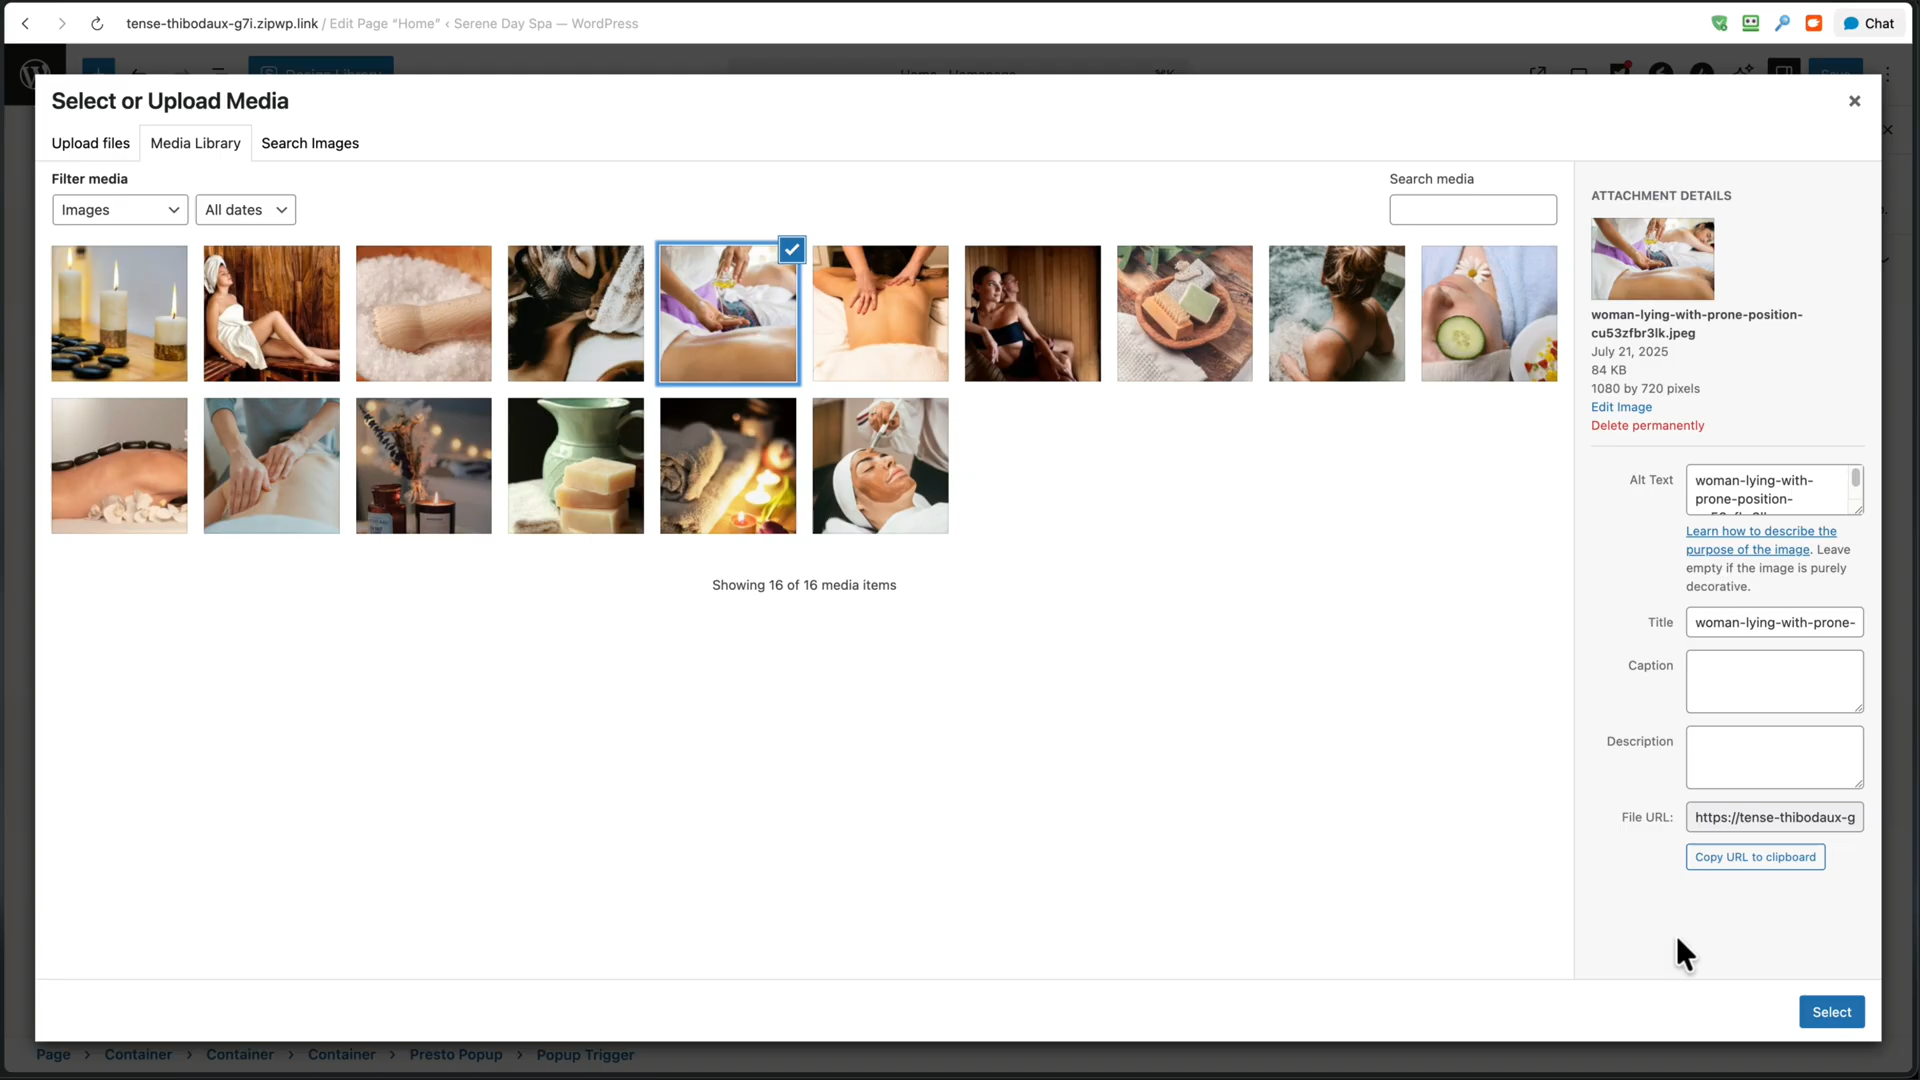 tense-thibodaux-g7i.zipwp.link / Edit Page “Home” ‹ Serene Day Spa — WordPress
Chat
Design Library
Select or Upload Media
Upload files
Media Library
Search Images
Filter media
Images
All dates
Search media
ATTACHMENT DETAILS
woman-lying-with-prone-position-
cu53zfbr3lk.jpeg
July 21, 2025
84 KB
1080 by 720 pixels
Edit Image
Delete permanently
Alt Text
woman-lying-with-
prone-position-
Learn how to describe the
purpose of the image. Leave
empty if the image is purely
decorative.
Showing 16 of 16 media items
Title
woman-lying-with-prone-
Caption
Description
File URL:
https://tense-thibodaux-g
Copy URL to clipboard
Select
Page › Container › Container › Container › Presto Popup › Popup Trigger